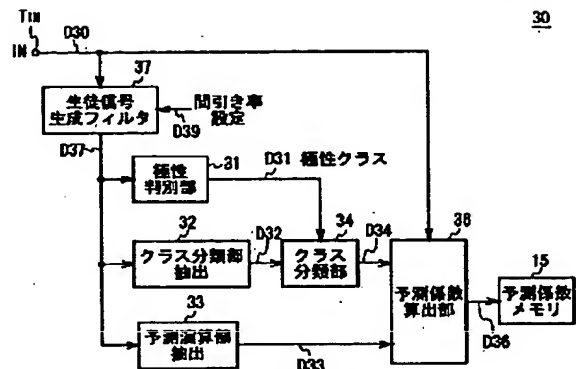 30
TIN
IN
D30
37
生徒信号
生成フィルタ
間引き率
設定
D39
D37
31
極性
判別部
D31 極性クラス
32
クラス分類部
抽出
D32
34
クラス
分類部
D34
36
予測係数
算出部
15
予測係数
メモリ
D36
33
予測演算部
抽出
D33